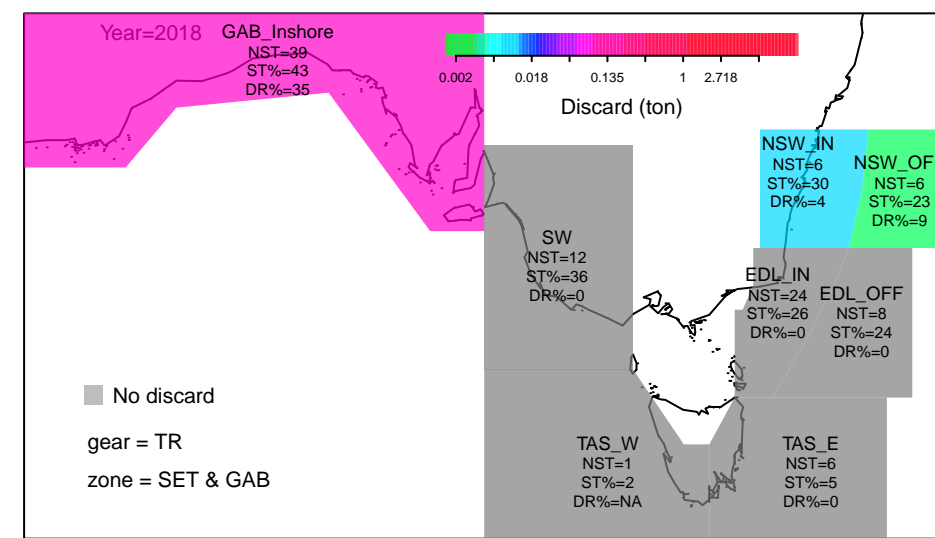 Year=2018
GAB_Inshore
NST=39
ST%=43
DR%=35
0.002
0.018
0.135
1
2.718
Discard (ton)
NSW_IN
NST=6
ST%=30
DR%=4
NSW_OF
NST=6
ST%=23
DR%=9
SW
NST=12
ST%=36
DR%=0
EDL_IN
NST=24
ST%=26
DR%=0
EDL_OFF
NST=8
ST%=24
DR%=0
No discard
gear = TR
zone = SET & GAB
TAS_W
NST=1
ST%=2
DR%=NA
TAS_E
NST=6
ST%=5
DR%=0